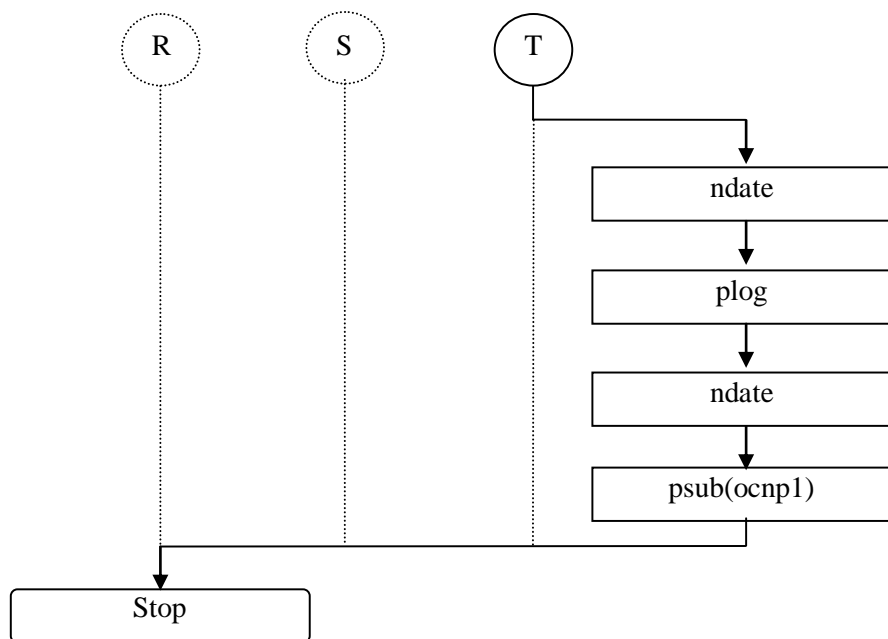 R
S
T
ndate
plog
ndate
psub(ocnp1)
Stop